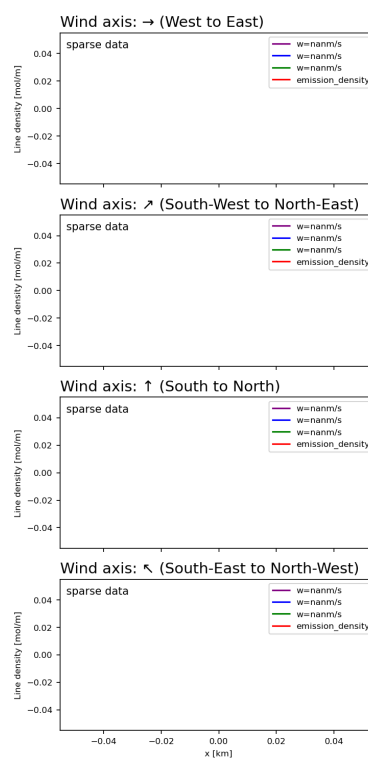 Wind axis: → (West to East)
sparse data
w=nanm/s
w=nanm/s
w=nanm/s
emission_density
Line density [mol/m]
0.04
0.02
0.00
−0.02
−0.04
Wind axis: ↗ (South-West to North-East)
sparse data
w=nanm/s
w=nanm/s
w=nanm/s
emission_density
Line density [mol/m]
0.04
0.02
0.00
−0.02
−0.04
Wind axis: ↑ (South to North)
sparse data
w=nanm/s
w=nanm/s
w=nanm/s
emission_density
Line density [mol/m]
0.04
0.02
0.00
−0.02
−0.04
Wind axis: ↖ (South-East to North-West)
sparse data
w=nanm/s
w=nanm/s
w=nanm/s
emission_density
Line density [mol/m]
0.04
0.02
0.00
−0.02
−0.04
−0.04 −0.02 0.00 0.02 0.04
x [km]